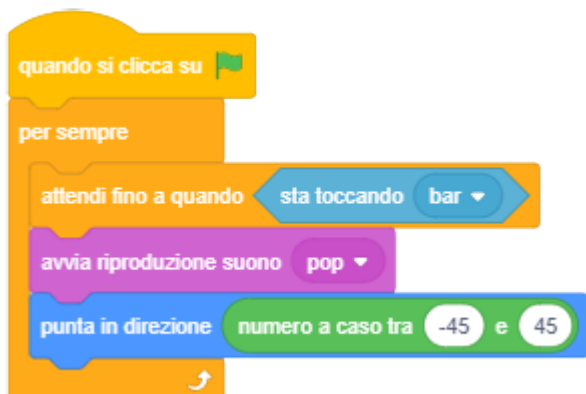 quando si clicca su
per sempre
attendi fino a quando sta toccando bar
avvia riproduzione suono pop
punta in direzione numero a caso tra -45 e 45